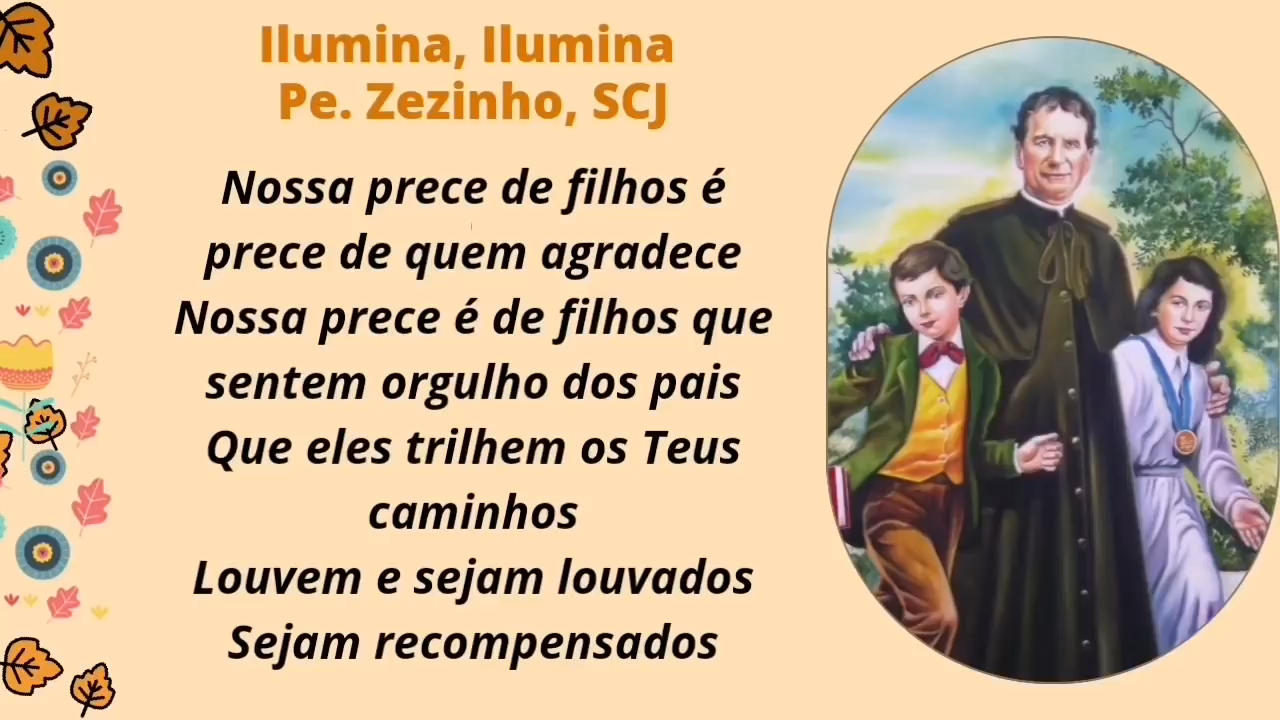 Ilumina, Ilumina
Pe. Zezinho, SCJ
Nossa prece de filhos é
prece de quem agradece
Nossa prece é de filhos que
sentem orgulho dos pais
Que eles trilhem os Teus
caminhos
Louvem e sejam louvados
Sejam recompensados